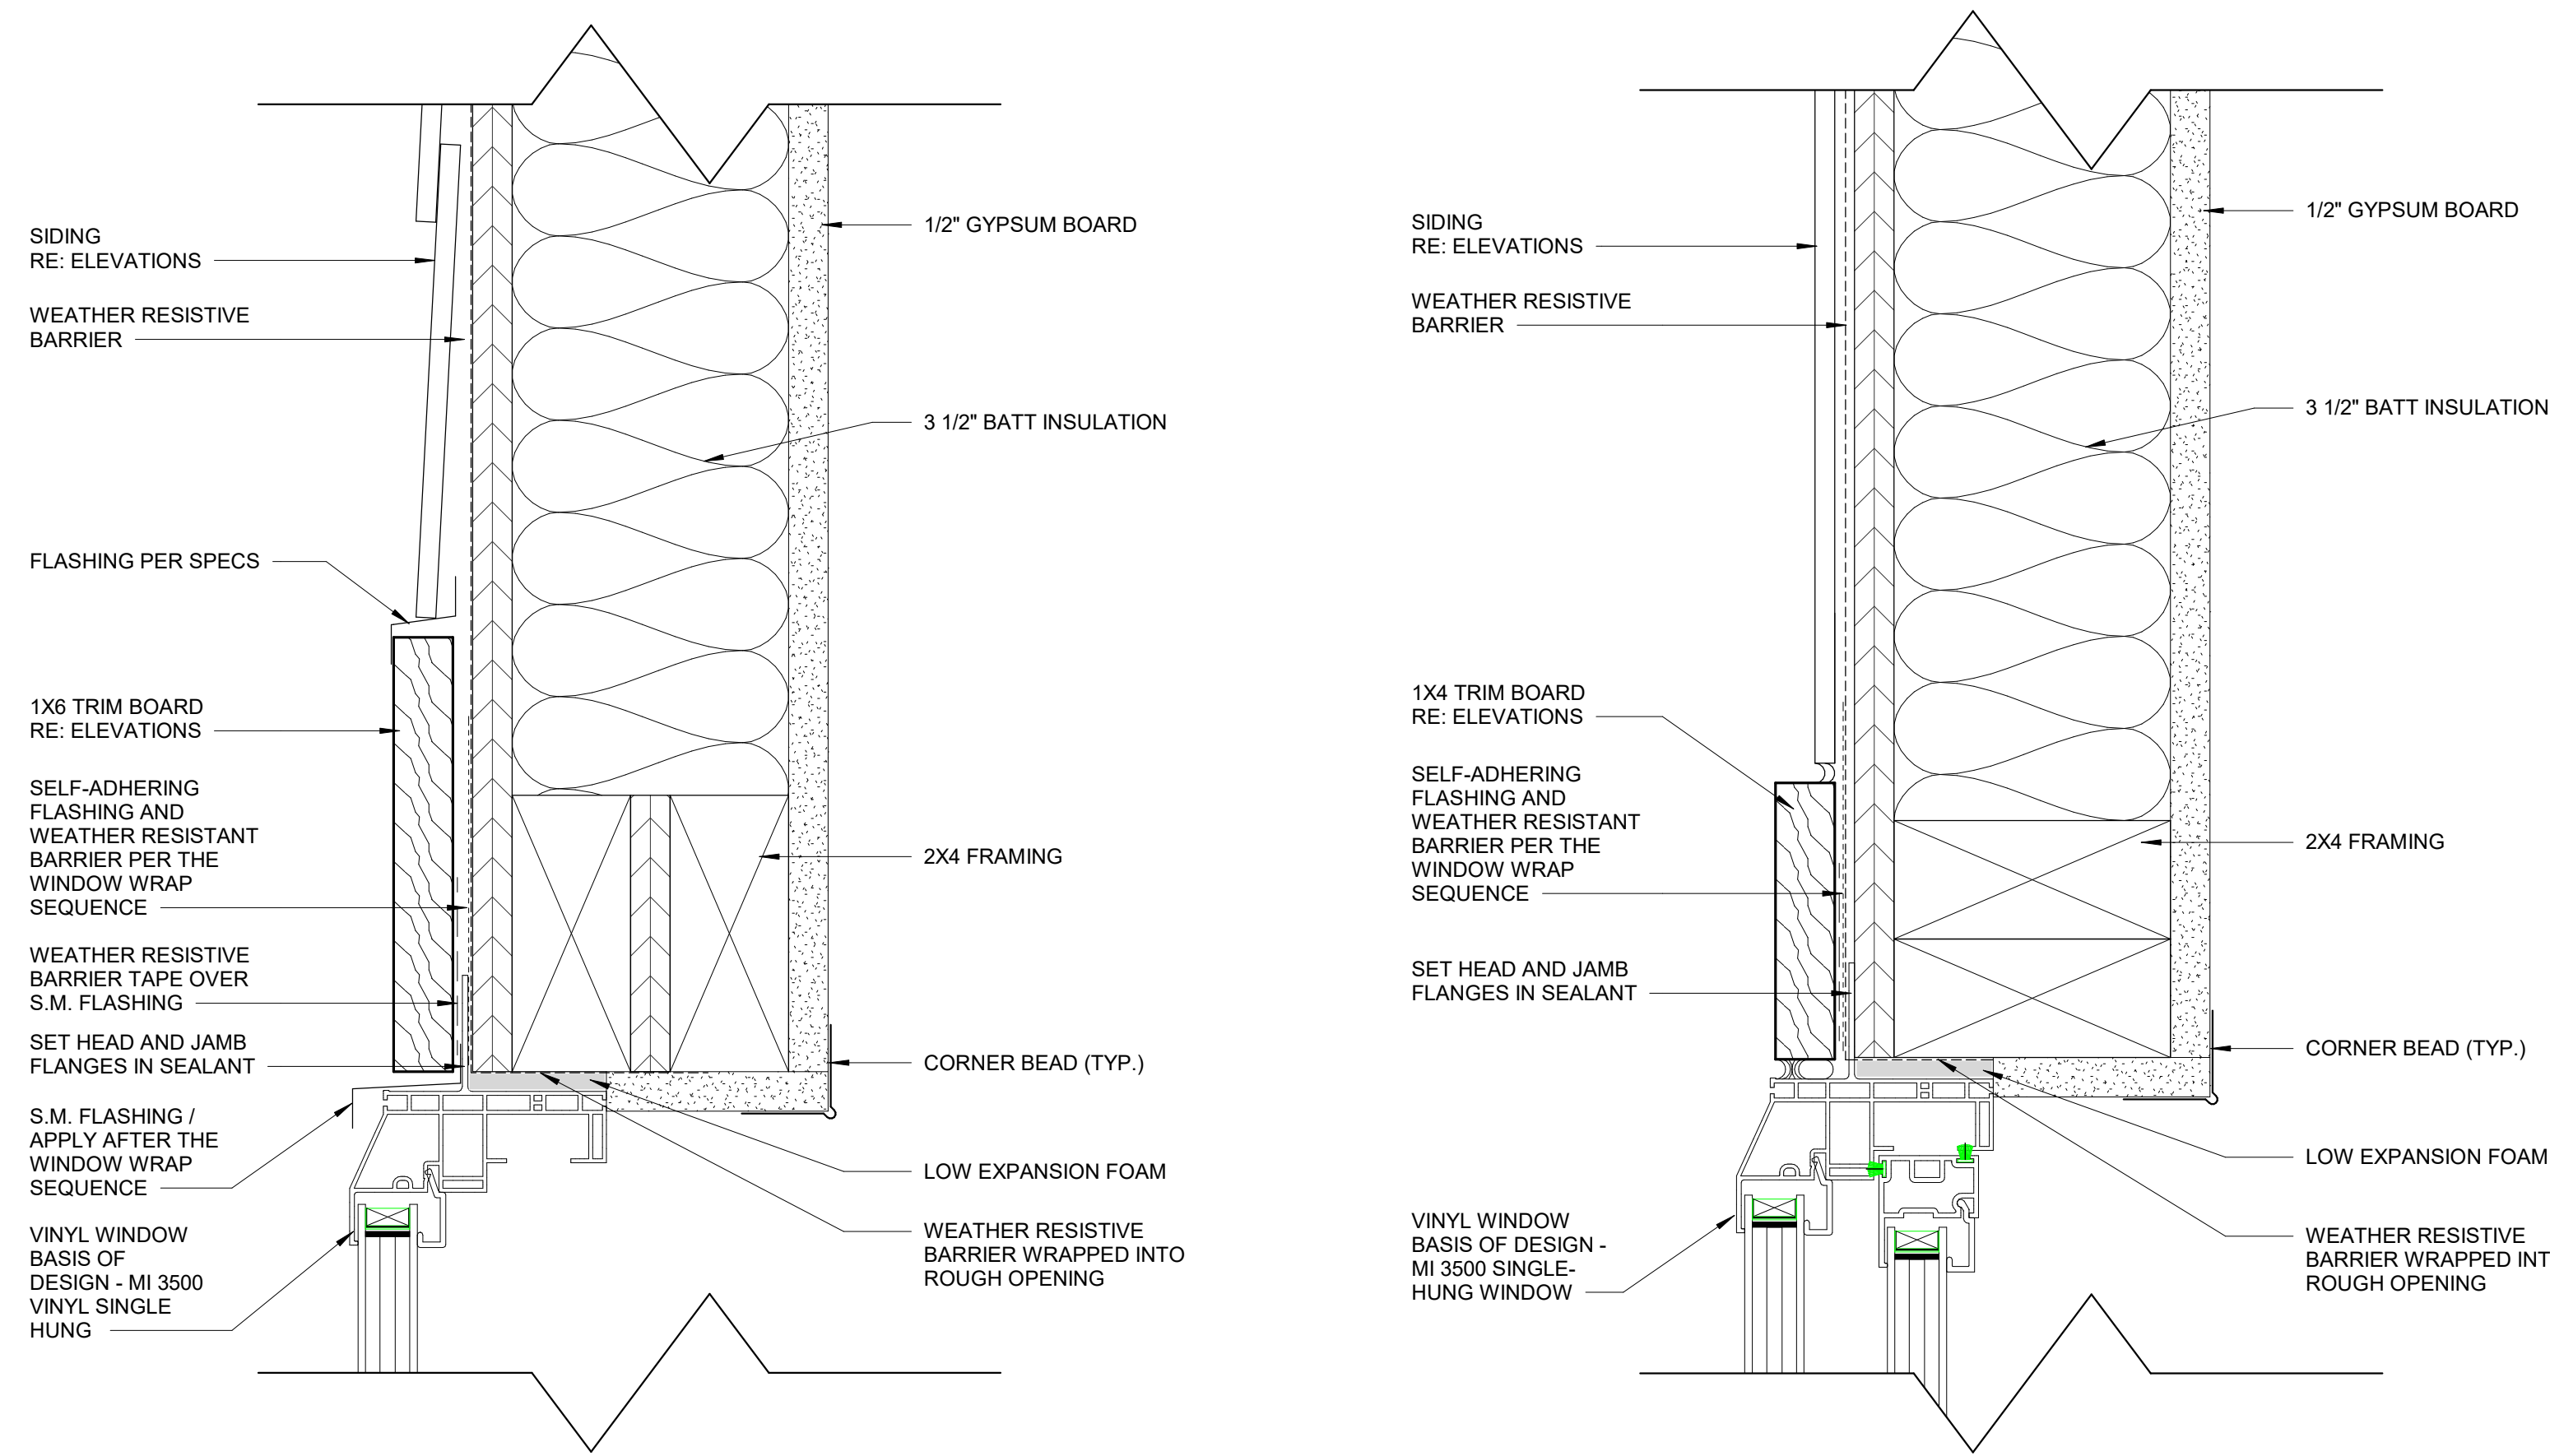 SIDING
RE: ELEVATIONS
WEATHER RESISTIVE
BARRIER
FLASHING PER SPECS
1X6 TRIM BOARD
RE: ELEVATIONS
SELF-ADHERING
FLASHING AND
WEATHER RESISTANT
BARRIER PER THE
WINDOW WRAP
SEQUENCE
WEATHER RESISTIVE
BARRIER TAPE OVER
S.M. FLASHING
SET HEAD AND JAMB
FLANGES IN SEALANT
S.M. FLASHING /
APPLY AFTER THE
WINDOW WRAP
SEQUENCE
VINYL WINDOW
BASIS OF
DESIGN - MI 3500
VINYL SINGLE
HUNG
1/2" GYPSUM BOARD
3 1/2" BATT INSULATION
2X4 FRAMING
CORNER BEAD (TYP.)
LOW EXPANSION FOAM
WEATHER RESISTIVE
BARRIER WRAPPED INTO
ROUGH OPENING
SIDING
RE: ELEVATIONS
WEATHER RESISTIVE
BARRIER
1X4 TRIM BOARD
RE: ELEVATIONS
SELF-ADHERING
FLASHING AND
WEATHER RESISTANT
BARRIER PER THE
WINDOW WRAP
SEQUENCE
SET HEAD AND JAMB
FLANGES IN SEALANT
VINYL WINDOW
BASIS OF DESIGN -
MI 3500 SINGLE-
HUNG WINDOW
1/2" GYPSUM BOARD
3 1/2" BATT INSULATION
2X4 FRAMING
CORNER BEAD (TYP.)
LOW EXPANSION FOAM
WEATHER RESISTIVE
BARRIER WRAPPED INT
ROUGH OPENING